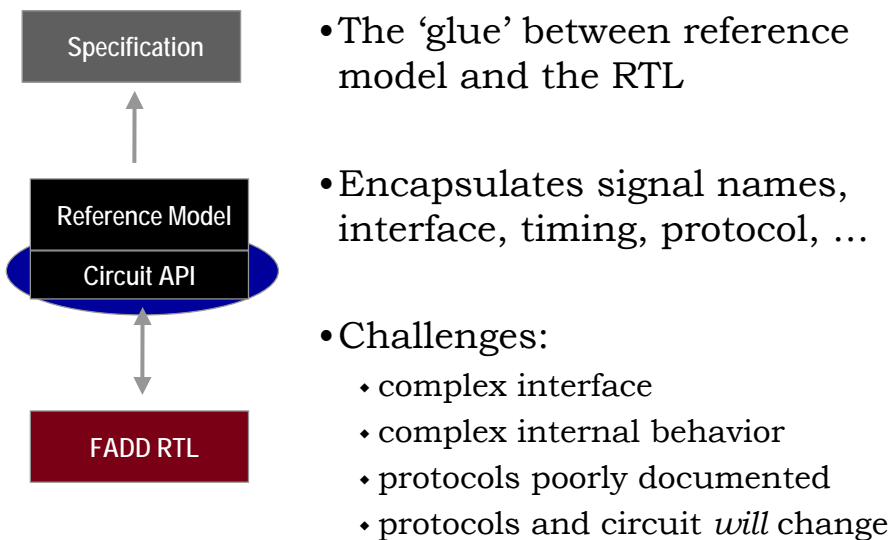 Specification
Reference Model
Circuit API
FADD RTL
•The ‘glue’ between reference
model and the RTL
•Encapsulates signal names,
interface, timing, protocol, …
•Challenges:
◆ complex interface
◆ complex internal behavior
◆ protocols poorly documented
◆ protocols and circuit will change